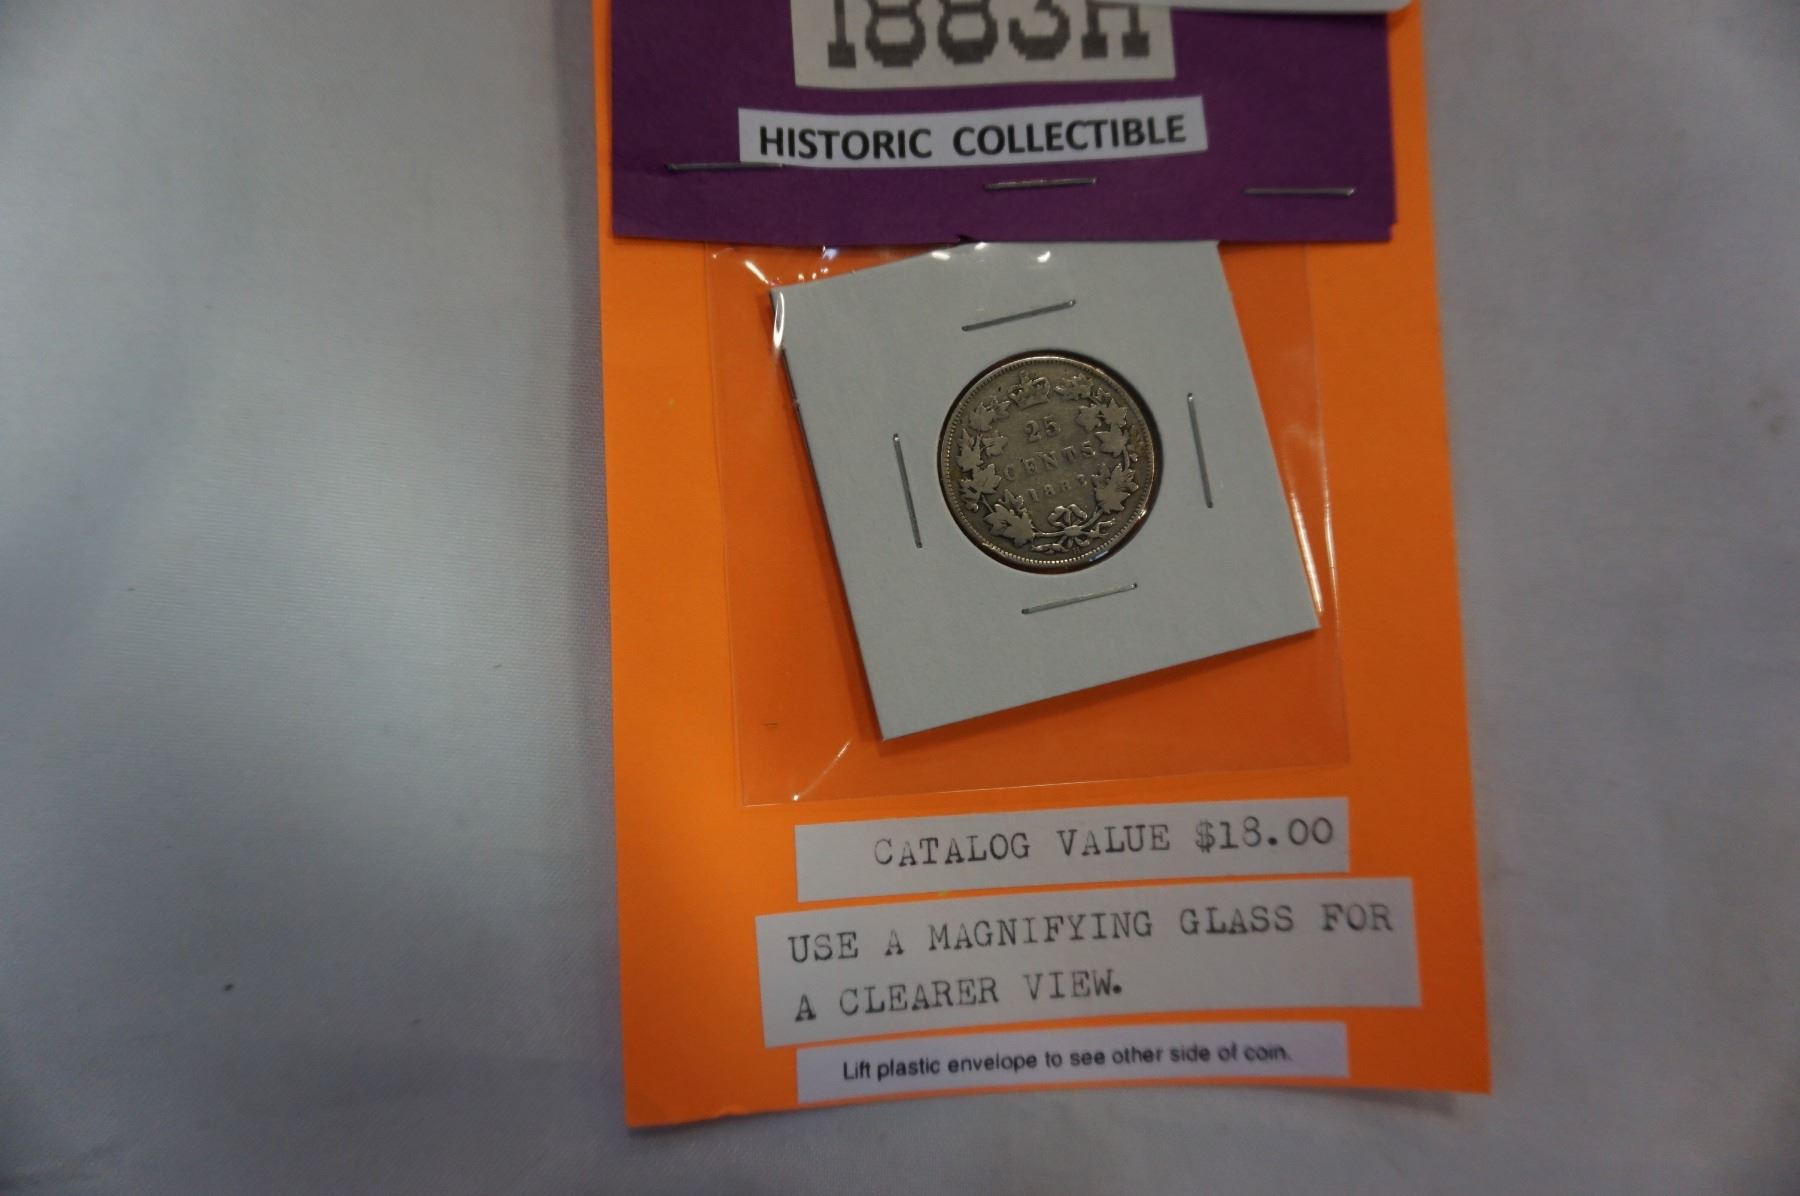 1883H
HISTORIC COLLECTIBLE
25
CENTS
1883
H
CATALOG VALUE $18.00
USE A MAGNIFYING GLASS FOR
A CLEARER VIEW.
Lift plastic envelope to see other side of coin.